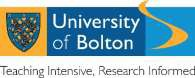 University
of Bolton
Teaching Intensive, Research Informed